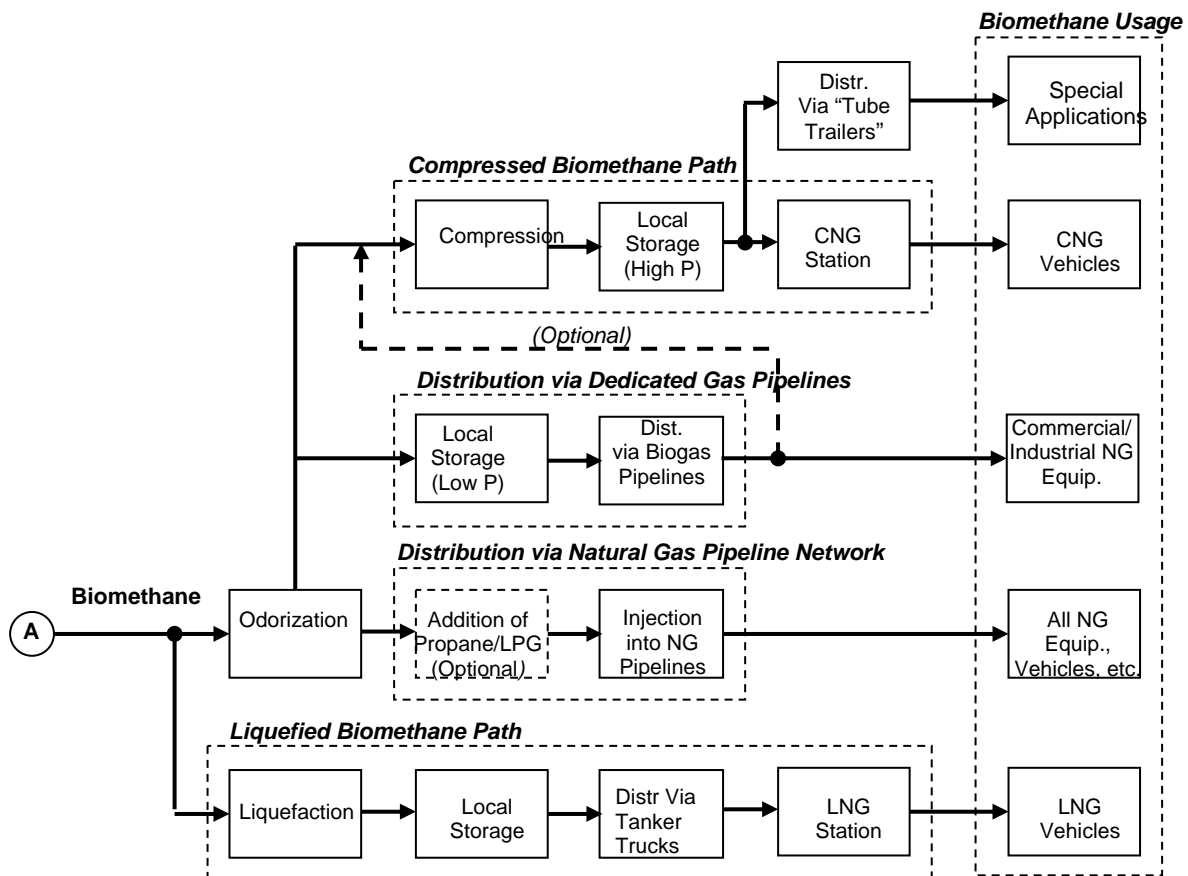 Biomethane Usage
Distr.
Via “Tube
Trailers”
Special
Applications
Compressed Biomethane Path
Compression
Local
Storage
(High P)
CNG
Station
CNG
Vehicles
(Optional)
Distribution via Dedicated Gas Pipelines
Local
Storage
(Low P)
Dist.
via Biogas
Pipelines
Commercial/
Industrial NG
Equip.
Distribution via Natural Gas Pipeline Network
Biomethane
A
Odorization
Addition of
Propane/LPG
(Optional)
Injection
into NG
Pipelines
All NG
Equip.,
Vehicles, etc.
Liquefied Biomethane Path
Liquefaction
Local
Storage
Distr Via
Tanker
Trucks
LNG
Station
LNG
Vehicles